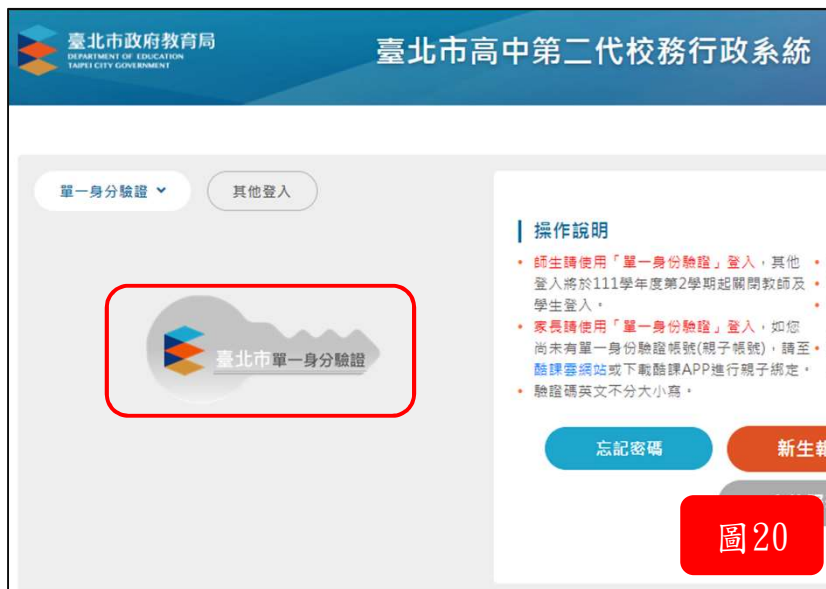 臺北市政府教育局
DEPARTMENT OF EDUCATION
TAIPEI CITY GOVERNMENT
臺北市高中第二代校務行政系統
單一身分驗證
其他登入
臺北市單一身分驗證
操作說明
師生請使用「單一身份驗證」登入，其他
登入將於111學年度第2學期起關閉教師及
學生登入。
家長請使用「單一身份驗證」登入，如您
尚未有單一身份驗證帳號(親子帳號)，請至
酷課雲網站或下載酷課APP進行親子綁定。
驗證碼英文不分大小寫。
忘記密碼
新生
圖20